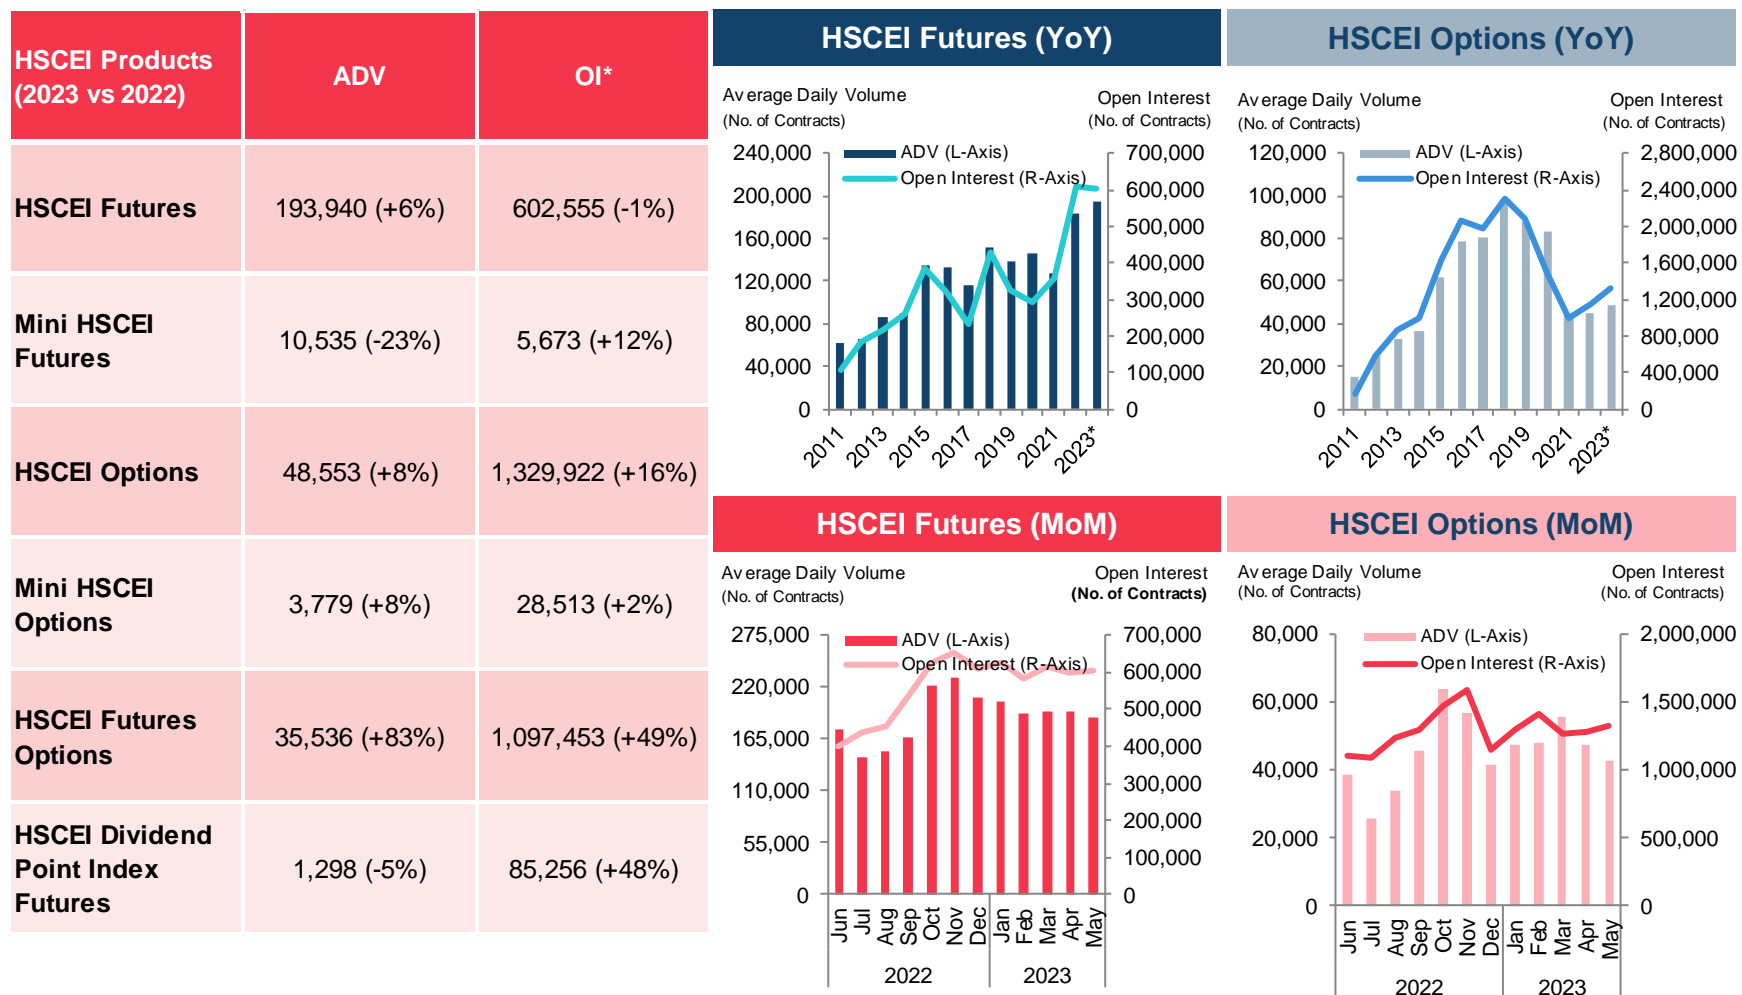 HSCEI Products
(2023 vs 2022)
ADV
OI*
HSCEI Futures
193,940 (+6%)
602,555 (-1%)
Mini HSCEI
Futures
10,535 (-23%)
5,673 (+12%)
HSCEI Options
48,553 (+8%)
1,329,922 (+16%)
Mini HSCEI
Options
3,779 (+8%)
28,513 (+2%)
HSCEI Futures
Options
35,536 (+83%)
1,097,453 (+49%)
HSCEI Dividend
Point Index
Futures
1,298 (-5%)
85,256 (+48%)
HSCEI Futures (YoY)
Average Daily Volume
(No. of Contracts)
Open Interest
(No. of Contracts)
ADV (L-Axis)
Open Interest (R-Axis)
240,000
200,000
160,000
120,000
80,000
40,000
0
700,000
600,000
500,000
400,000
300,000
200,000
100,000
0
2011
2013
2015
2017
2019
2021
2023*
HSCEI Options (YoY)
Average Daily Volume
(No. of Contracts)
Open Interest
(No. of Contracts)
ADV (L-Axis)
Open Interest (R-Axis)
120,000
100,000
80,000
60,000
40,000
20,000
0
2,800,000
2,400,000
2,000,000
1,600,000
1,200,000
800,000
400,000
0
2011
2013
2015
2017
2019
2021
2023*
HSCEI Futures (MoM)
Average Daily Volume
(No. of Contracts)
Open Interest
(No. of Contracts)
ADV (L-Axis)
Open Interest (R-Axis)
275,000
220,000
165,000
110,000
55,000
0
700,000
600,000
500,000
400,000
300,000
200,000
100,000
0
Jun
Jul
Aug
Sep
Oct
Nov
Dec
Jan
Feb
Mar
Apr
May
2022
2023
HSCEI Options (MoM)
Average Daily Volume
(No. of Contracts)
Open Interest
(No. of Contracts)
ADV (L-Axis)
Open Interest (R-Axis)
80,000
60,000
40,000
20,000
0
2,000,000
1,500,000
1,000,000
500,000
0
Jun
Jul
Aug
Sep
Oct
Nov
Dec
Jan
Feb
Mar
Apr
May
2022
2023